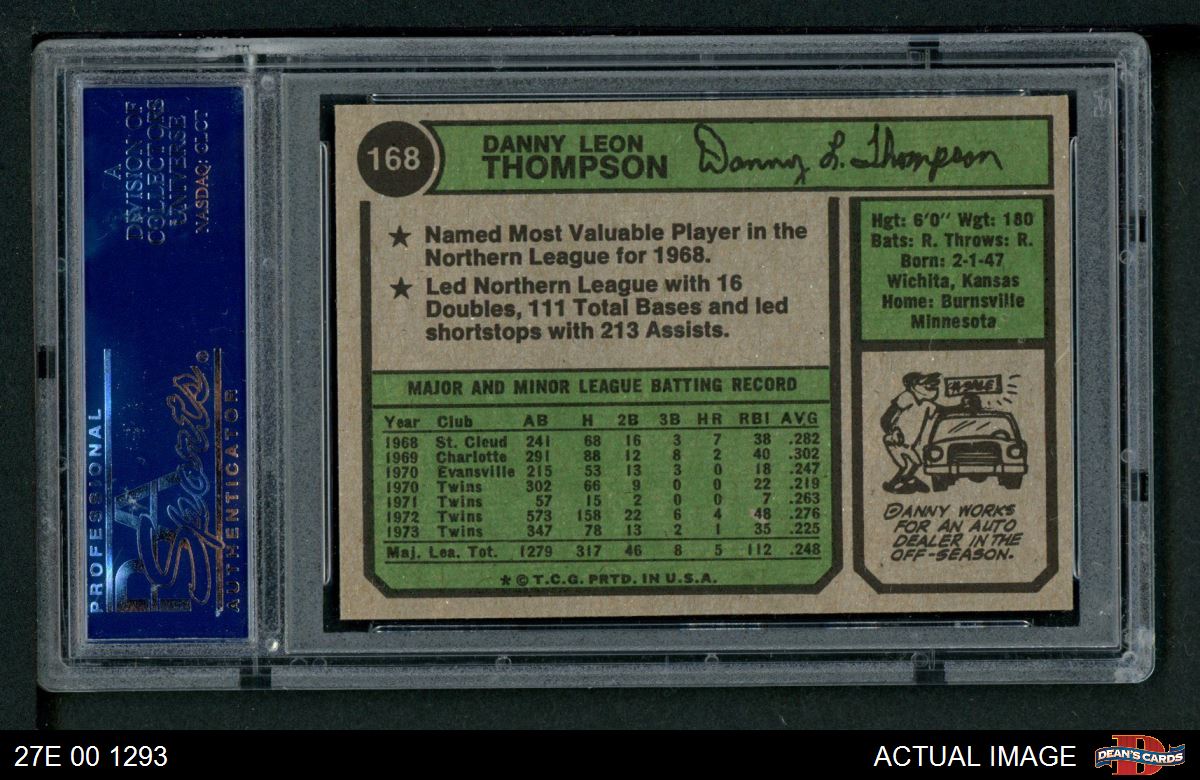 A
DIVISION OF
COLLECTORS
UNIVERSE
NASDAQ: CLCT
PROFESSIONAL
PSA
Sports®
AUTHENTICATOR
168
DANNY LEON
THOMPSON
Danny L. Thompson
★ Named Most Valuable Player in the
Northern League for 1968.
★ Led Northern League with 16
Doubles, 111 Total Bases and led
shortstops with 213 Assists.
MAJOR AND MINOR LEAGUE BATTING RECORD
Year Club AB H 2B 3B HR RBI AVG
1968 St. Cloud 241 68 16 3 7 38 .282
1969 Charlotte 291 88 12 8 2 40 .302
1970 Evansville 215 53 13 3 0 18 .247
1970 Twins 302 66 9 0 0 22 .219
1971 Twins 57 15 2 0 0 7 .263
1972 Twins 573 158 22 6 4 48 .276
1973 Twins 347 78 13 2 1 35 .225
Maj. Lea. Tot. 1279 317 46 8 5 112 .248
★ © T.C.G. PRTD. IN U.S.A.
Hgt: 6'0" Wgt: 180
Bats: R. Throws: R.
Born: 2-1-47
Wichita, Kansas
Home: Burnsville
Minnesota
DANNY WORKS
FOR AN AUTO
DEALER IN THE
OFF-SEASON.
27E 00 1293
ACTUAL IMAGE
DEAN'S CARDS